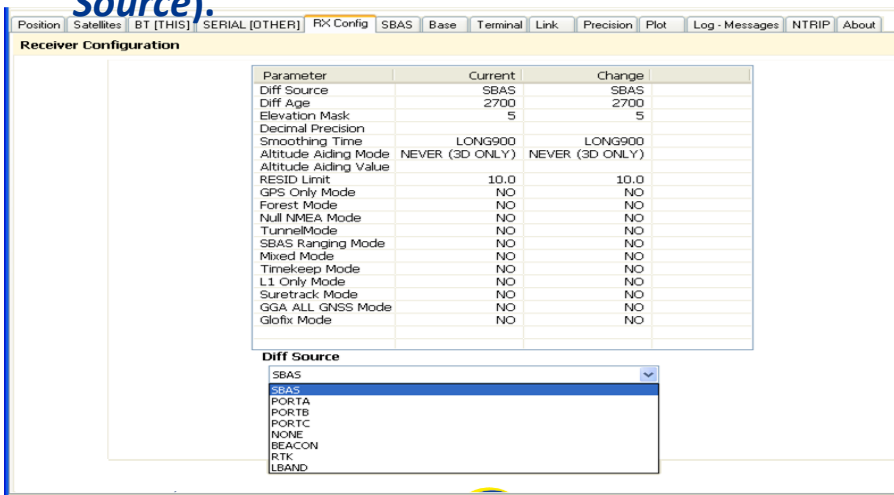 Source).
Position Satellites BT [THIS] SERIAL [OTHER] RX Config SBAS Base Terminal Link Precision Plot Log - Messages NTRIP About
Receiver Configuration
Parameter Current Change
Diff Source SBAS SBAS
Diff Age 2700 2700
Elevation Mask 5 5
Decimal Precision
Smoothing Time LONG900 LONG900
Altitude Aiding Mode NEVER (3D ONLY) NEVER (3D ONLY)
Altitude Aiding Value
RESID Limit 10.0 10.0
GPS Only Mode NO NO
Forest Mode NO NO
Null NMEA Mode NO NO
TunnelMode NO NO
SBAS Ranging Mode NO NO
Mixed Mode NO NO
Timekeep Mode NO NO
L1 Only Mode NO NO
Suretrack Mode NO NO
GGA ALL GNSS Mode NO NO
Glofix Mode NO NO
Diff Source
SBAS
SBAS
PORTA
PORTB
PORTC
NONE
BEACON
RTK
LBAND